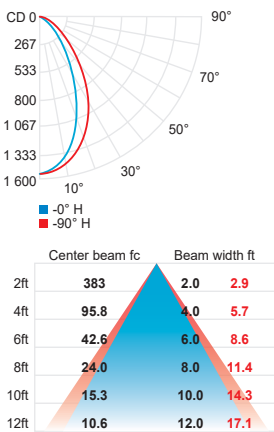 CD 0
90°
267
533
70°
800
1 067
50°
1 333
30°
1 600
10°
-0° H
-90° H
Center beam fc Beam width ft
2ft 383 2.0 2.9
4ft 95.8 4.0 5.7
6ft 42.6 6.0 8.6
8ft 24.0 8.0 11.4
10ft 15.3 10.0 14.3
12ft 10.6 12.0 17.1